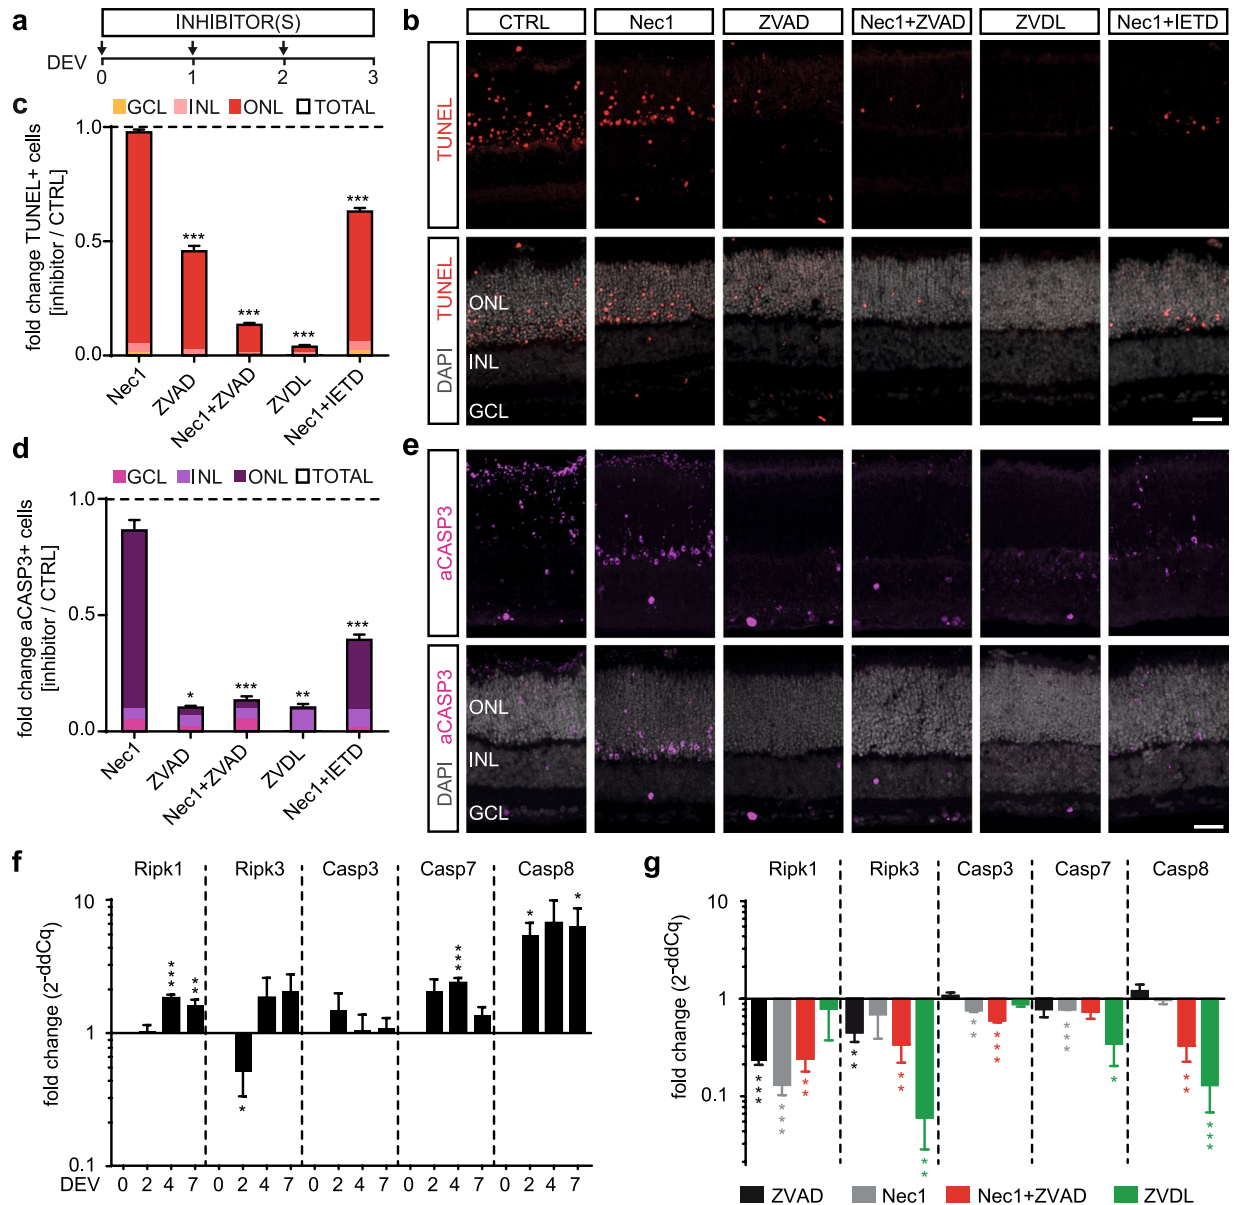 a
INHIBITOR(S)
DEV
0 1 2 3
b
CTRL Nec1 ZVAD Nec1+ZVAD ZVDL Nec1+IETD
TUNEL
DAPI TUNEL
ONL
INL
GCL
c
GCL INL ONL TOTAL
fold change TUNEL+ cells
[inhibitor / CTRL]
1.0
0.5
0.0
***
***
***
***
Nec1 ZVAD Nec1+ZVAD ZVDL Nec1+IETD
d
GCL INL ONL TOTAL
fold change aCASP3+ cells
[inhibitor / CTRL]
1.0
0.5
0.0
*
***
**
***
Nec1 ZVAD Nec1+ZVAD ZVDL Nec1+IETD
e
aCASP3
DAPI aCASP3
ONL
INL
GCL
f
Ripk1 Ripk3 Casp3 Casp7 Casp8
fold change (2-ddCq)
10
1
0.1
***
**
*
***
*
*
DEV
0 2 4 7 0 2 4 7 0 2 4 7 0 2 4 7 0 2 4 7
g
Ripk1 Ripk3 Casp3 Casp7 Casp8
fold change (2-ddCq)
10
1
0.1
***
***
**
**
**
**
**
***
***
*
**
***
ZVAD Nec1 Nec1+ZVAD ZVDL